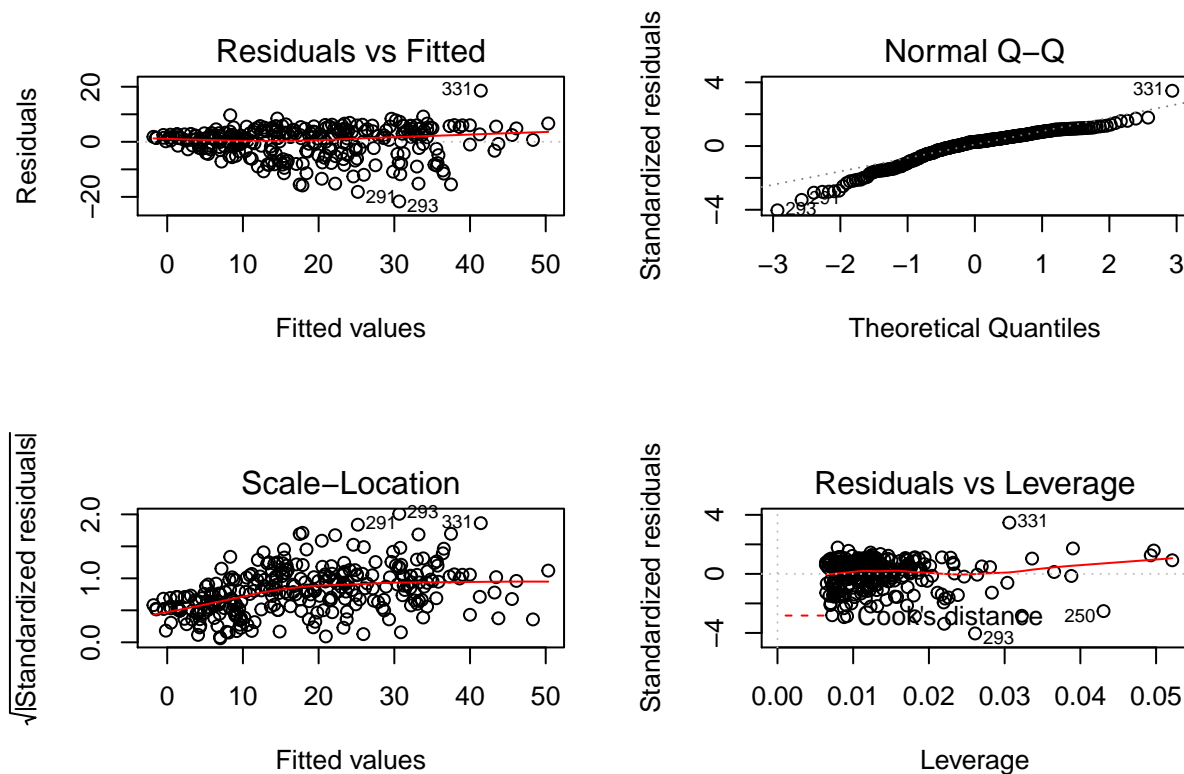 Residuals vs Fitted
Residuals
20
0
−20
331
291
293
0 10 20 30 40 50
Fitted values
Normal Q−Q
Standardized residuals
4
0
−4
331
291
293
−3 −2 −1 0 1 2 3
Theoretical Quantiles
Scale−Location
√|Standardized residuals|
2.0
1.0
0.0
291
293
331
0 10 20 30 40 50
Fitted values
Residuals vs Leverage
Standardized residuals
4
0
−4
331
Cook's distance
250
293
0.00 0.01 0.02 0.03 0.04 0.05
Leverage